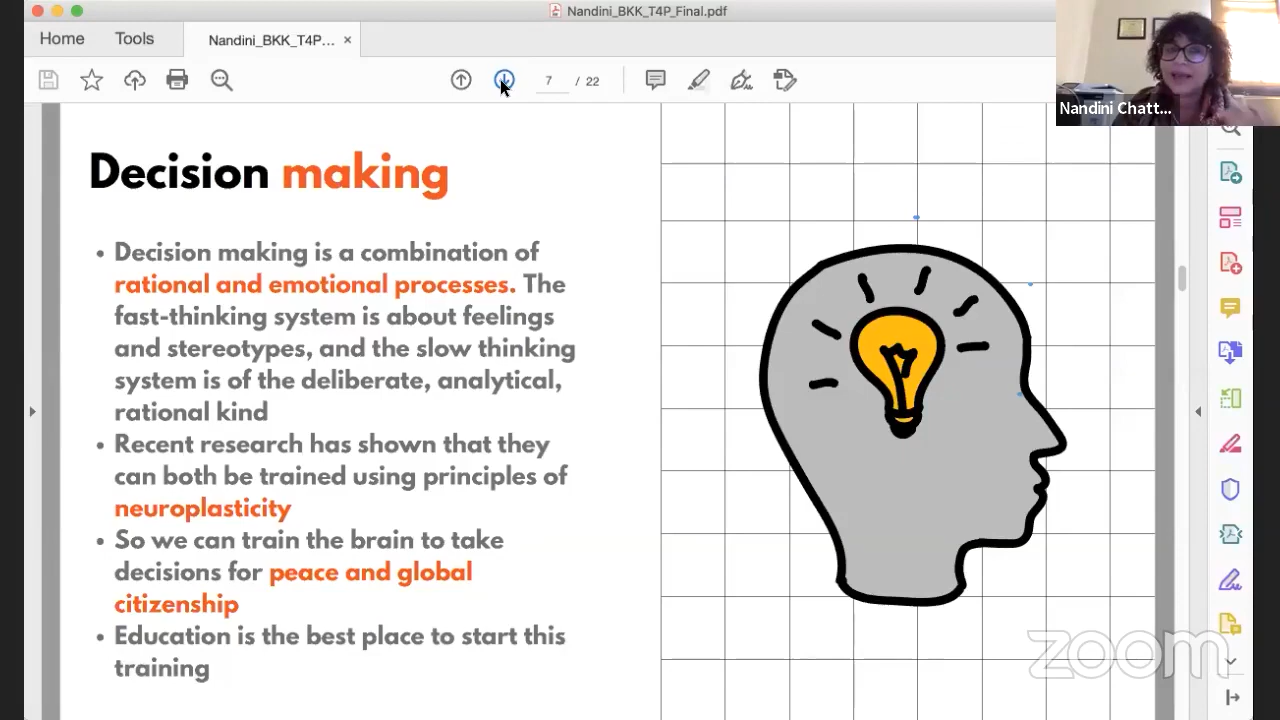 Nandini_BKK_T4P_Final.pdf
Home
Tools
Nandini_BKK_T4P... ×
7 / 22
Nandini Chatt...
Decision making
• Decision making is a combination of
rational and emotional processes. The
fast-thinking system is about feelings
and stereotypes, and the slow thinking
system is of the deliberate, analytical,
rational kind
• Recent research has shown that they
can both be trained using principles of
neuroplasticity
• So we can train the brain to take
decisions for peace and global
citizenship
• Education is the best place to start this
training
zoom